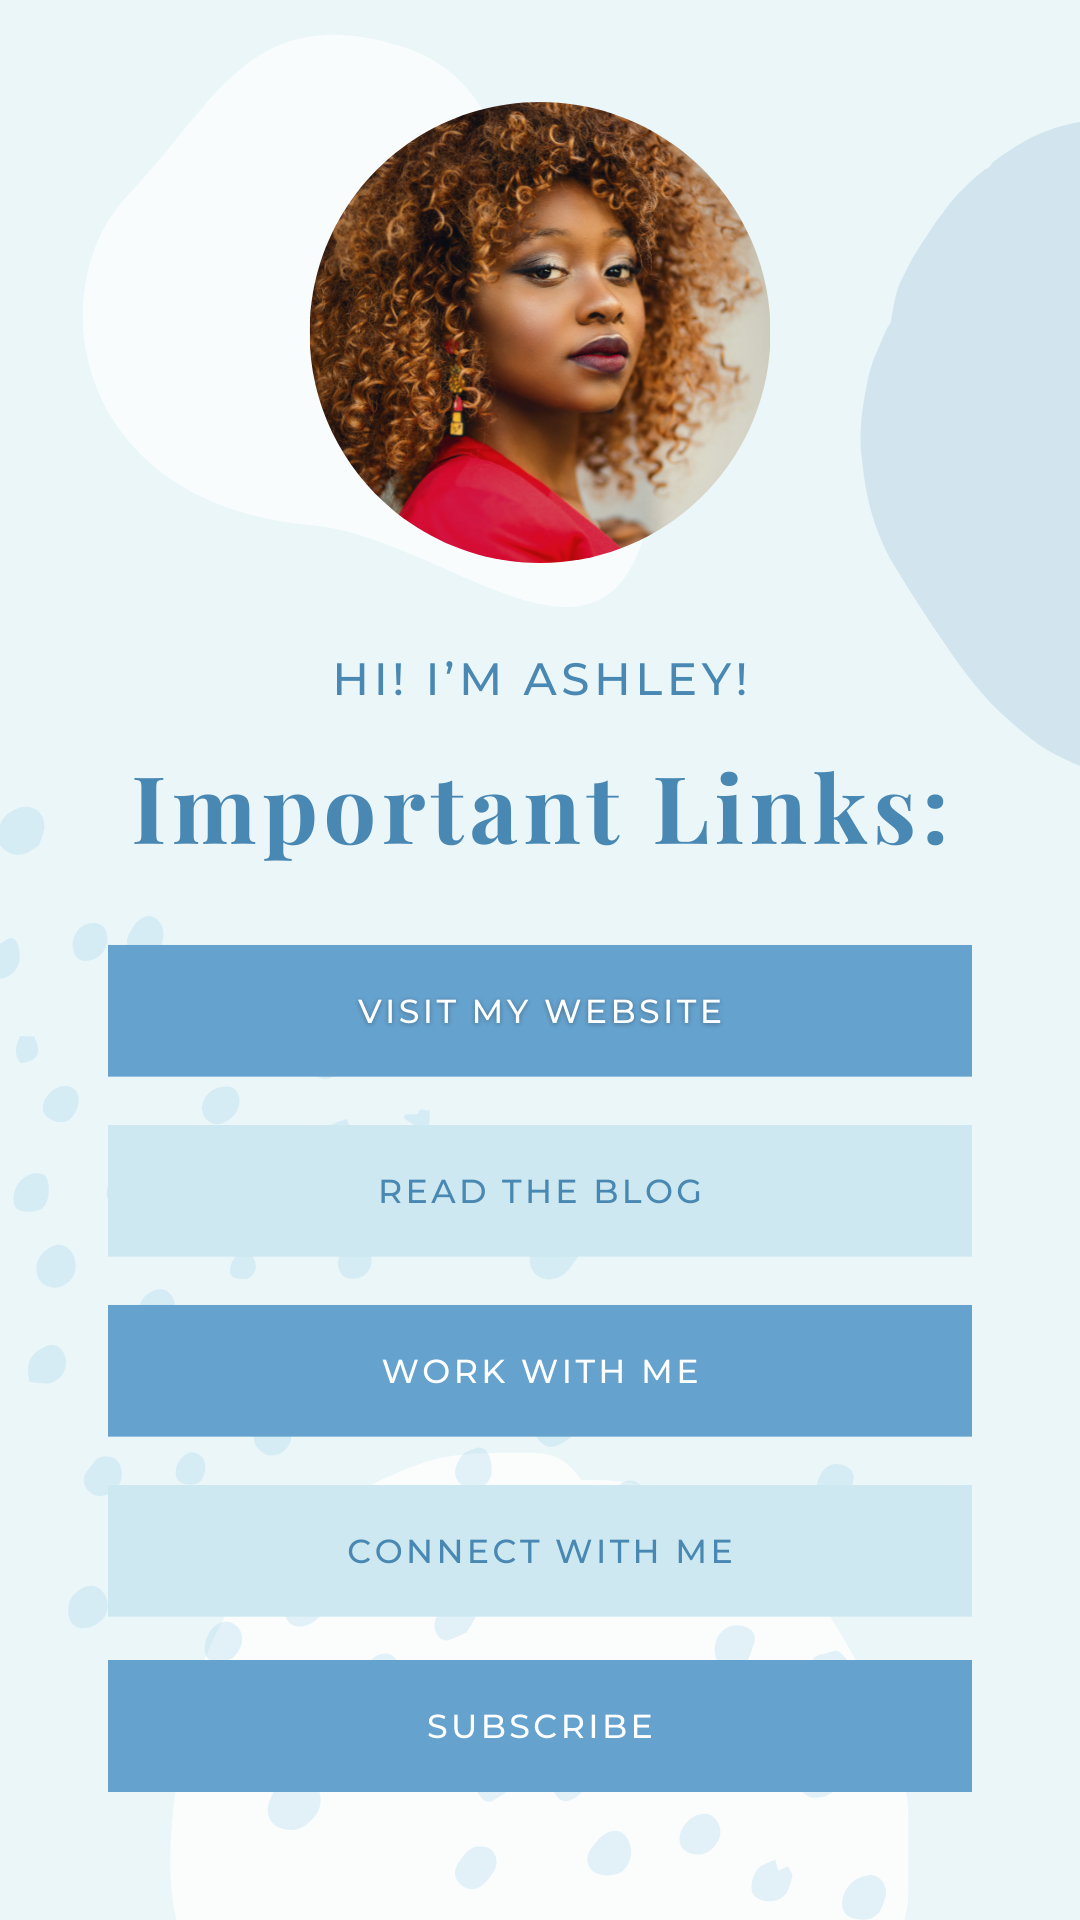 HI! I’M ASHLEY!
Important Links:
VISIT MY WEBSITE
READ THE BLOG
WORK WITH ME
CONNECT WITH ME
SUBSCRIBE